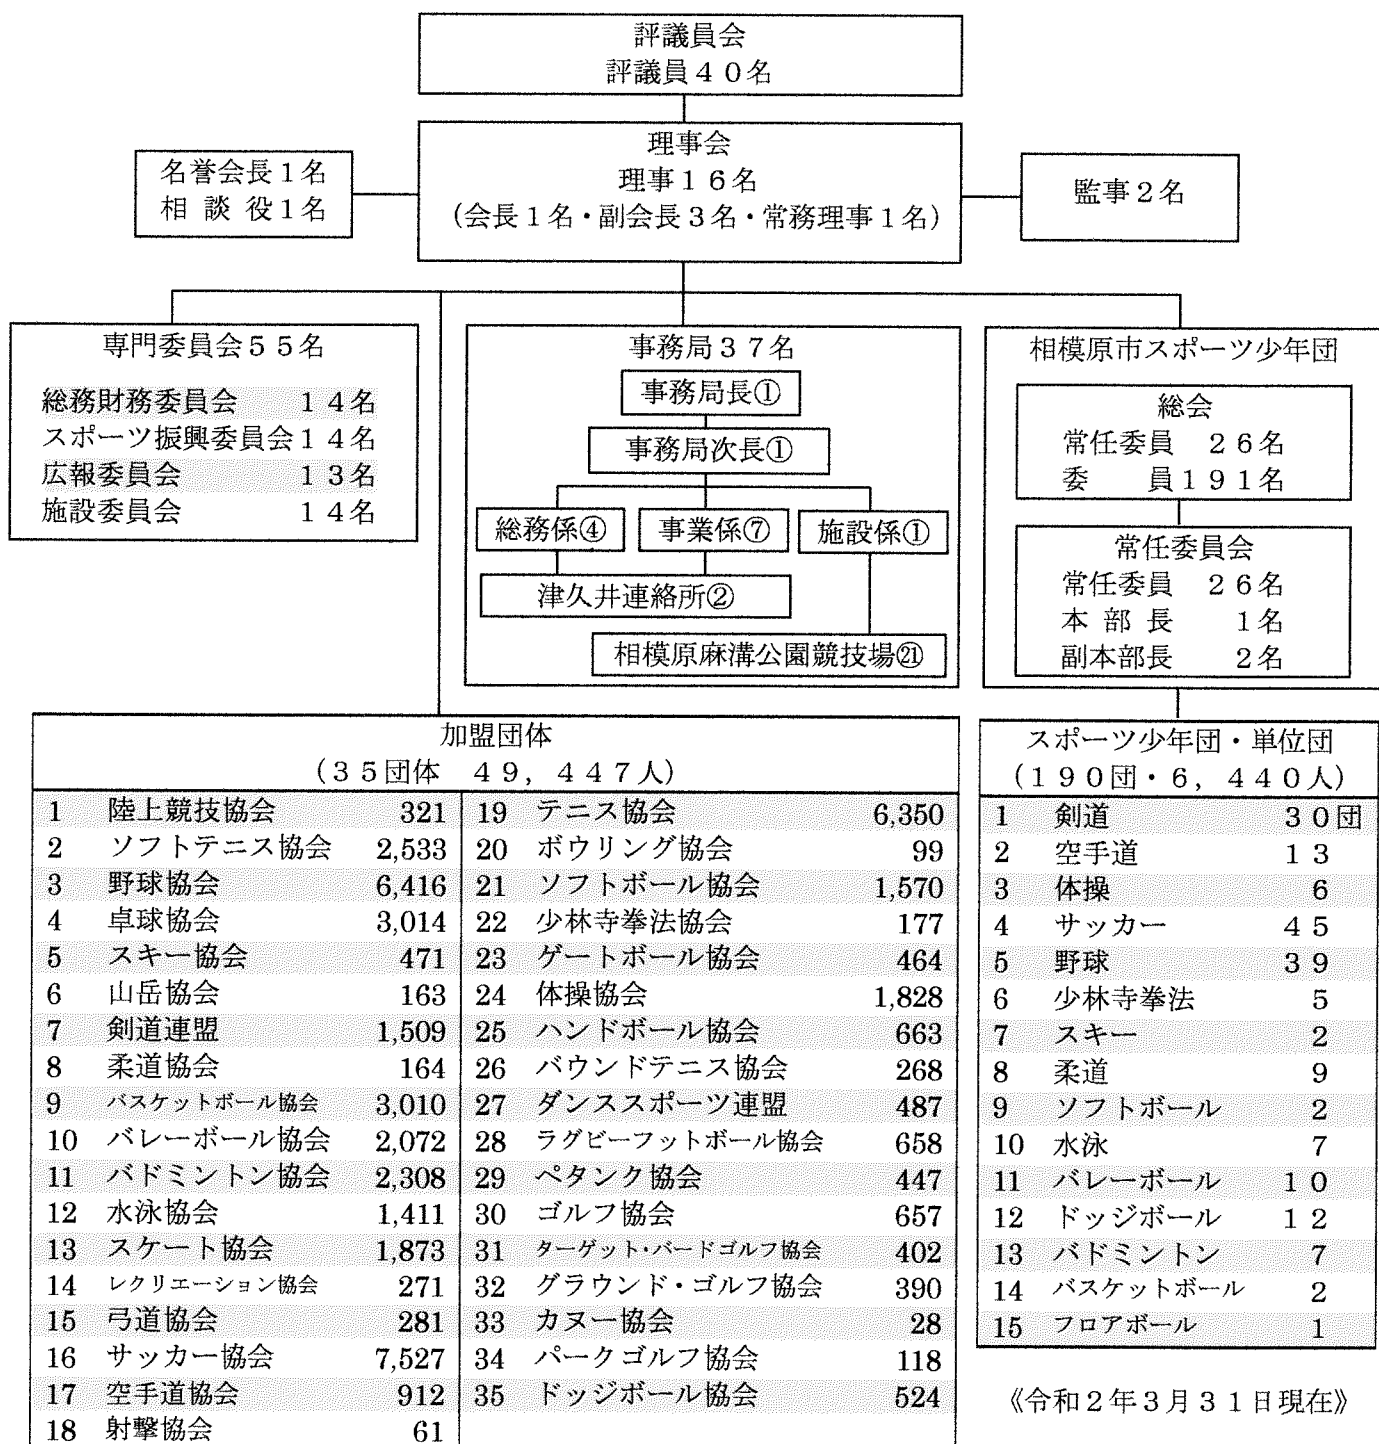 評議員会
評議員４０名
理事会
理事１６名
（会長１名・副会長３名・常務理事１名）
名誉会長１名
相 談 役１名
監事２名
専門委員会５５名
総務財務委員会　１４名
スポーツ振興委員会１４名
広報委員会　１３名
施設委員会　１４名
事務局３７名
事務局長①
事務局次長①
総務係④
事業係⑦
施設係①
津久井連絡所②
相模原麻溝公園競技場㉑
相模原市スポーツ少年団
総会
常任委員　２６名
委　　員１９１名
常任委員会
常任委員　２６名
本 部 長　１名
副本部長　２名
加盟団体
（３５団体　４９，４４７人）
1 陸上競技協会 321
2 ソフトテニス協会 2,533
3 野球協会 6,416
4 卓球協会 3,014
5 スキー協会 471
6 山岳協会 163
7 剣道連盟 1,509
8 柔道協会 164
9 バスケットボール協会 3,010
10 バレーボール協会 2,072
11 バドミントン協会 2,308
12 水泳協会 1,411
13 スケート協会 1,873
14 レクリエーション協会 271
15 弓道協会 281
16 サッカー協会 7,527
17 空手道協会 912
18 射撃協会 61
19 テニス協会 6,350
20 ボウリング協会 99
21 ソフトボール協会 1,570
22 少林寺拳法協会 177
23 ゲートボール協会 464
24 体操協会 1,828
25 ハンドボール協会 663
26 バウンドテニス協会 268
27 ダンススポーツ連盟 487
28 ラグビーフットボール協会 658
29 ペタンク協会 447
30 ゴルフ協会 657
31 ターゲット・バードゴルフ協会 402
32 グラウンド・ゴルフ協会 390
33 カヌー協会 28
34 パークゴルフ協会 118
35 ドッジボール協会 524
スポーツ少年団・単位団
（１９０団・６，４４０人）
1 剣道 ３０団
2 空手道 １３
3 体操 ６
4 サッカー ４５
5 野球 ３９
6 少林寺拳法 ５
7 スキー ２
8 柔道 ９
9 ソフトボール ２
10 水泳 ７
11 バレーボール １０
12 ドッジボール １２
13 バドミントン ７
14 バスケットボール ２
15 フロアボール １
《令和２年３月３１日現在》